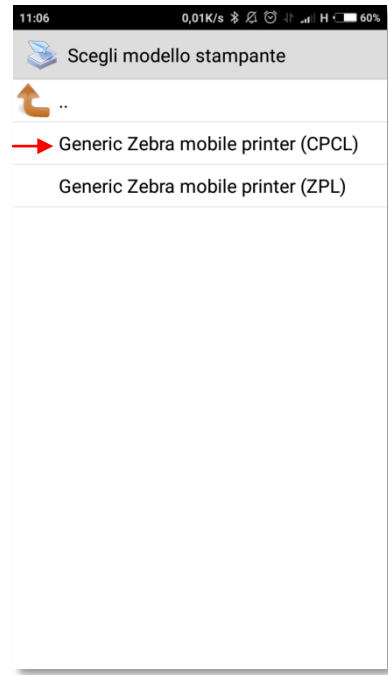 11:06 0,01K/s H 60%
Scegli modello stampante
..
Generic Zebra mobile printer (CPCL)
Generic Zebra mobile printer (ZPL)